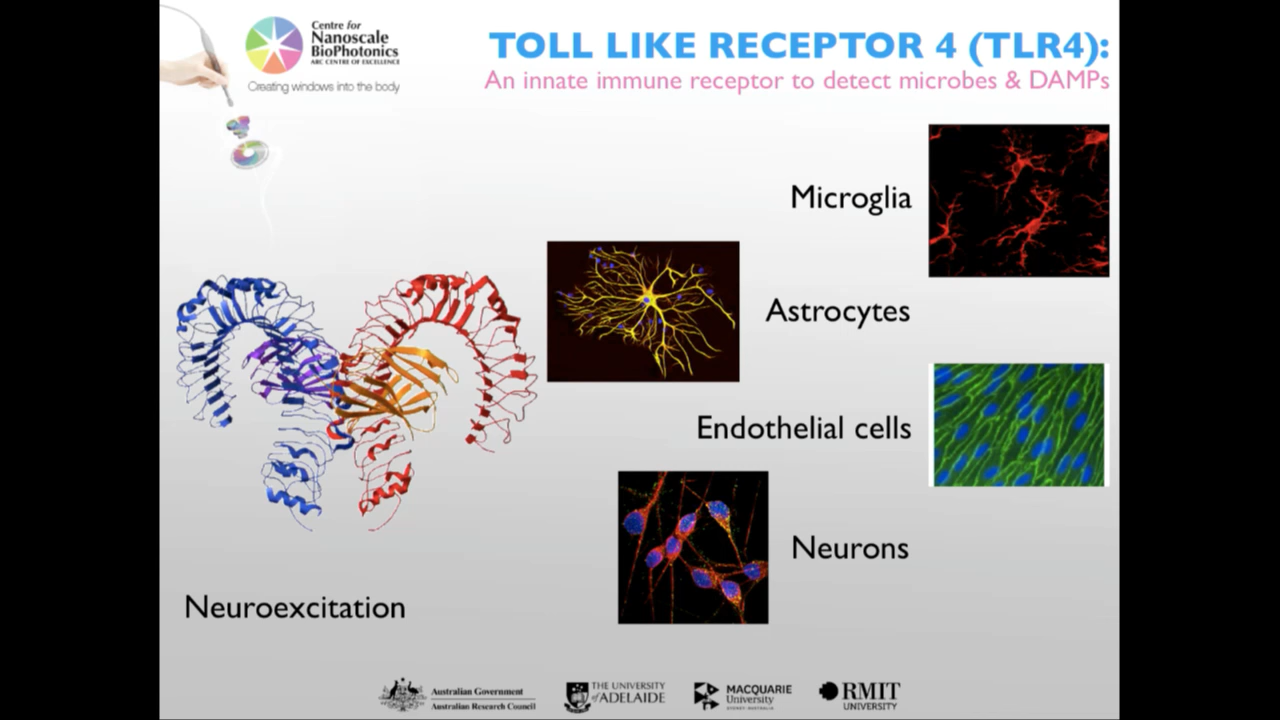 Centre for
Nanoscale
BioPhotonics
ARC CENTRE OF EXCELLENCE
Creating windows into the body
TOLL LIKE RECEPTOR 4 (TLR4):
An innate immune receptor to detect microbes & DAMPs
Microglia
Astrocytes
Endothelial cells
Neurons
Neuroexcitation
Australian Government
Australian Research Council
THE UNIVERSITY
of ADELAIDE
MACQUARIE
University
SYDNEY·AUSTRALIA
RMIT
UNIVERSITY